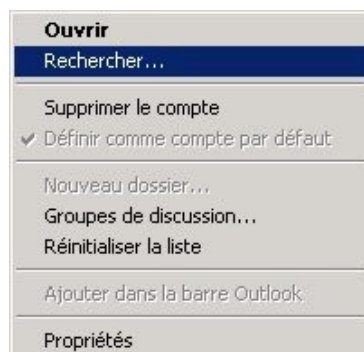 Ouvrir
Rechercher...
Supprimer le compte
Définir comme compte par défaut
Nouveau dossier...
Groupes de discussion...
Réinitialiser la liste
Ajouter dans la barre Outlook
Propriétés